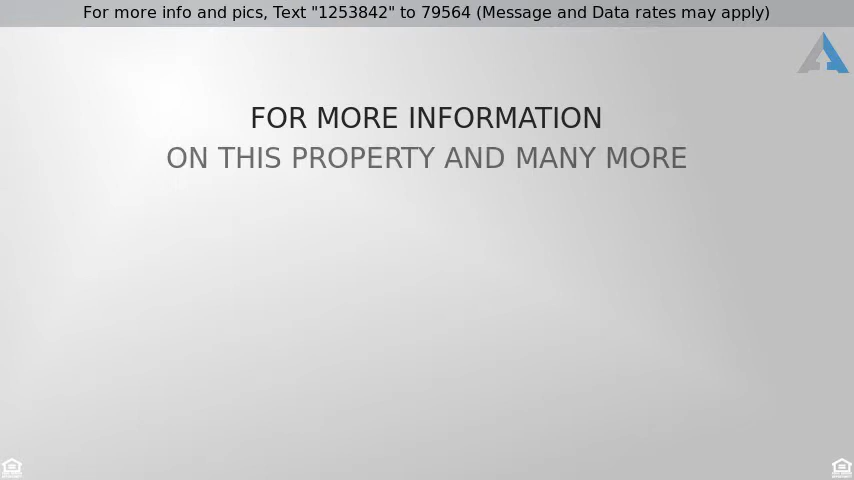 For more info and pics, Text "1253842" to 79564 (Message and Data rates may apply)
FOR MORE INFORMATION
ON THIS PROPERTY AND MANY MORE